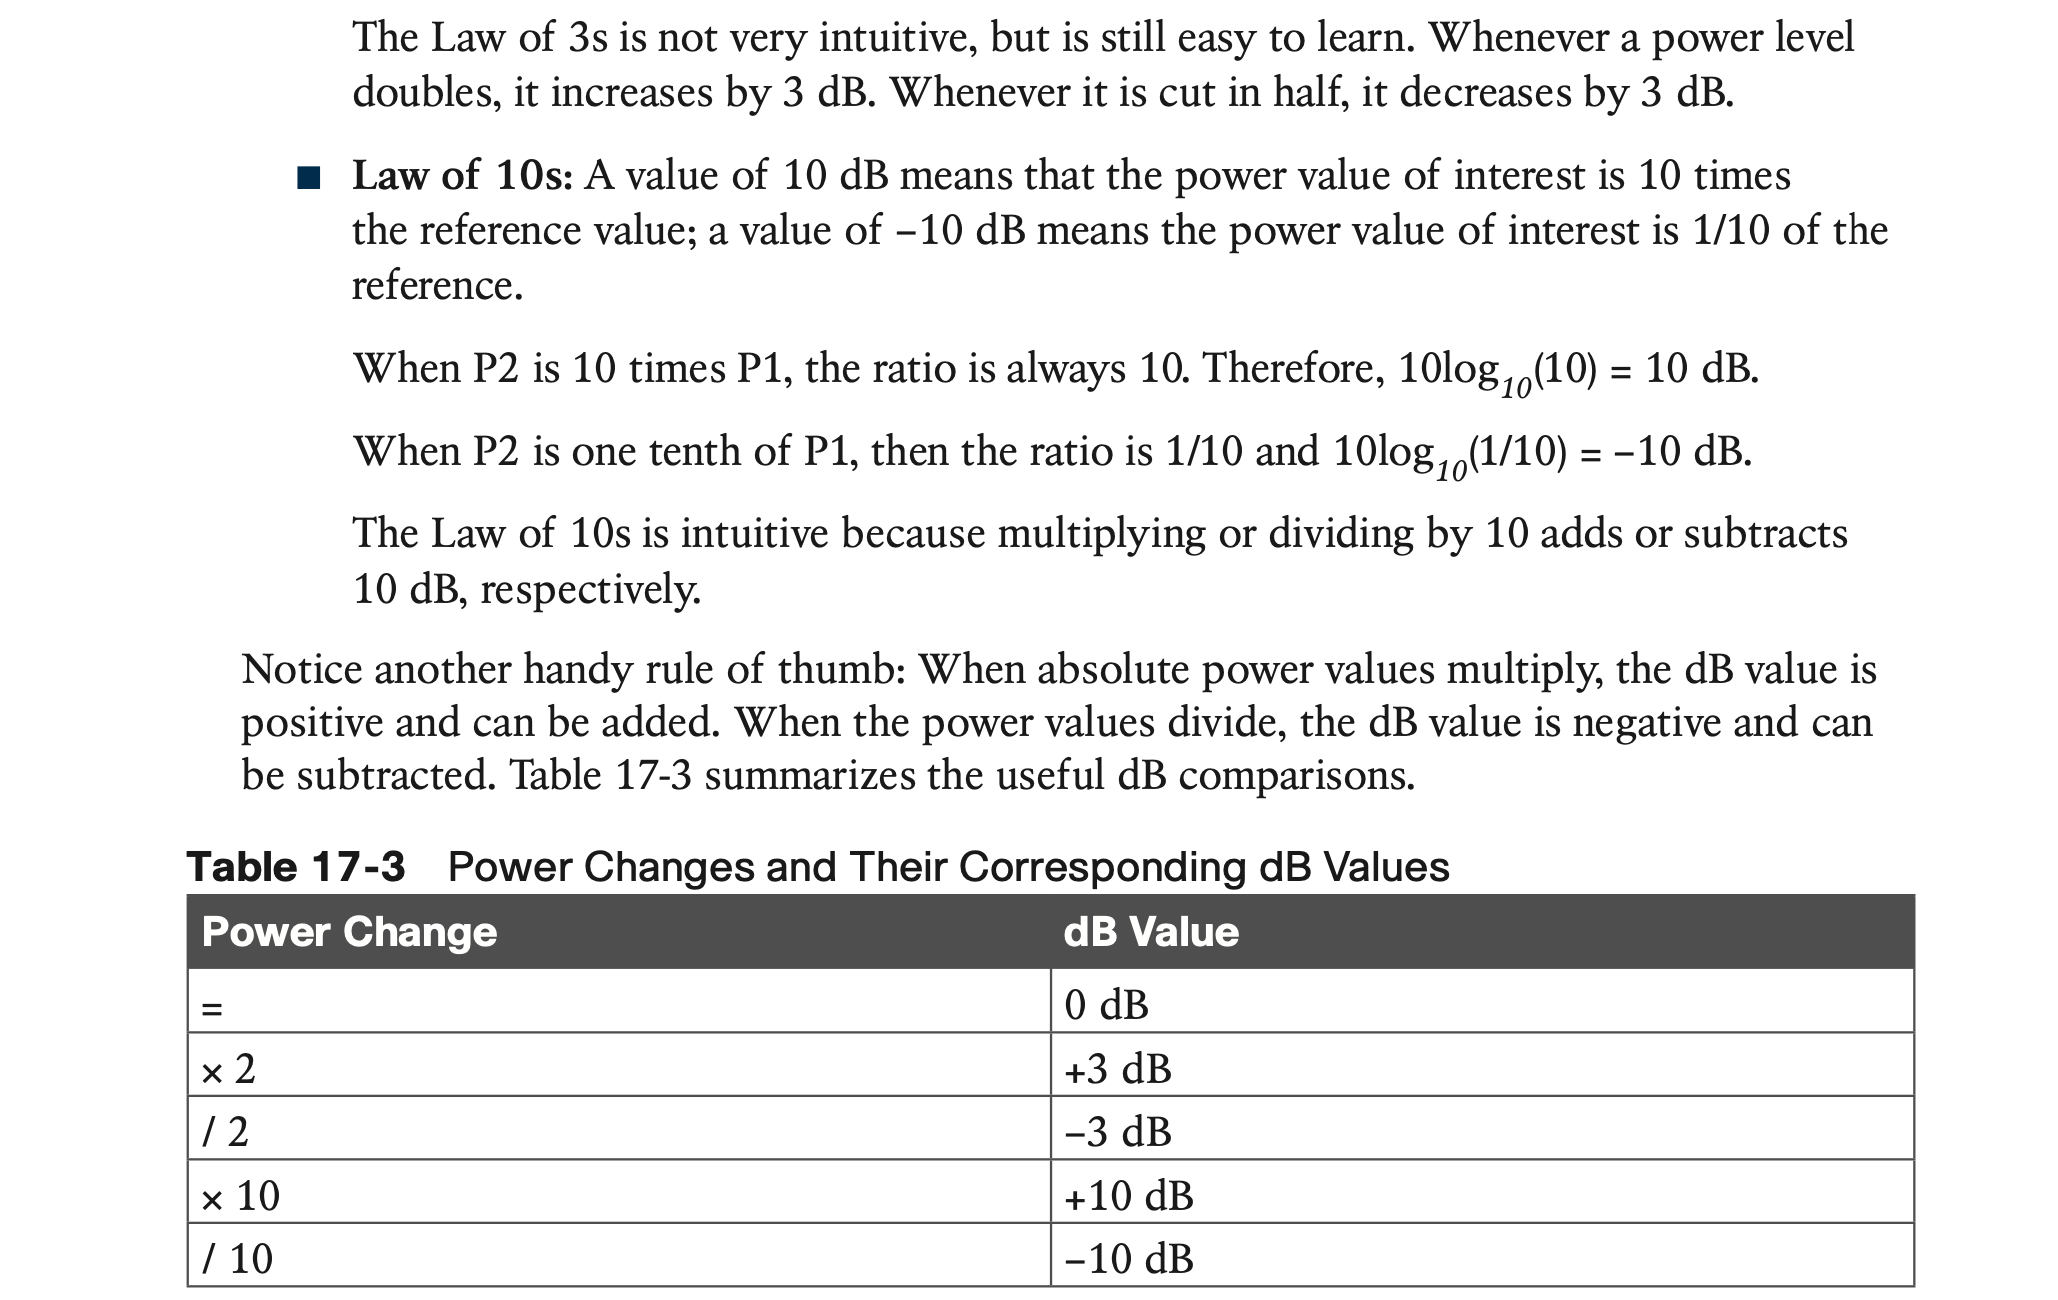 The Law of 3s is not very intuitive, but is still easy to learn. Whenever a power level
doubles, it increases by 3 dB. Whenever it is cut in half, it decreases by 3 dB.
■ Law of 10s: A value of 10 dB means that the power value of interest is 10 times
the reference value; a value of –10 dB means the power value of interest is 1/10 of the
reference.
When P2 is 10 times P1, the ratio is always 10. Therefore, 10log10(10) = 10 dB.
When P2 is one tenth of P1, then the ratio is 1/10 and 10log10(1/10) = –10 dB.
The Law of 10s is intuitive because multiplying or dividing by 10 adds or subtracts
10 dB, respectively.
Notice another handy rule of thumb: When absolute power values multiply, the dB value is
positive and can be added. When the power values divide, the dB value is negative and can
be subtracted. Table 17-3 summarizes the useful dB comparisons.
Table 17-3 Power Changes and Their Corresponding dB Values
Power Change dB Value
= 0 dB
× 2 +3 dB
/ 2 –3 dB
× 10 +10 dB
/ 10 –10 dB